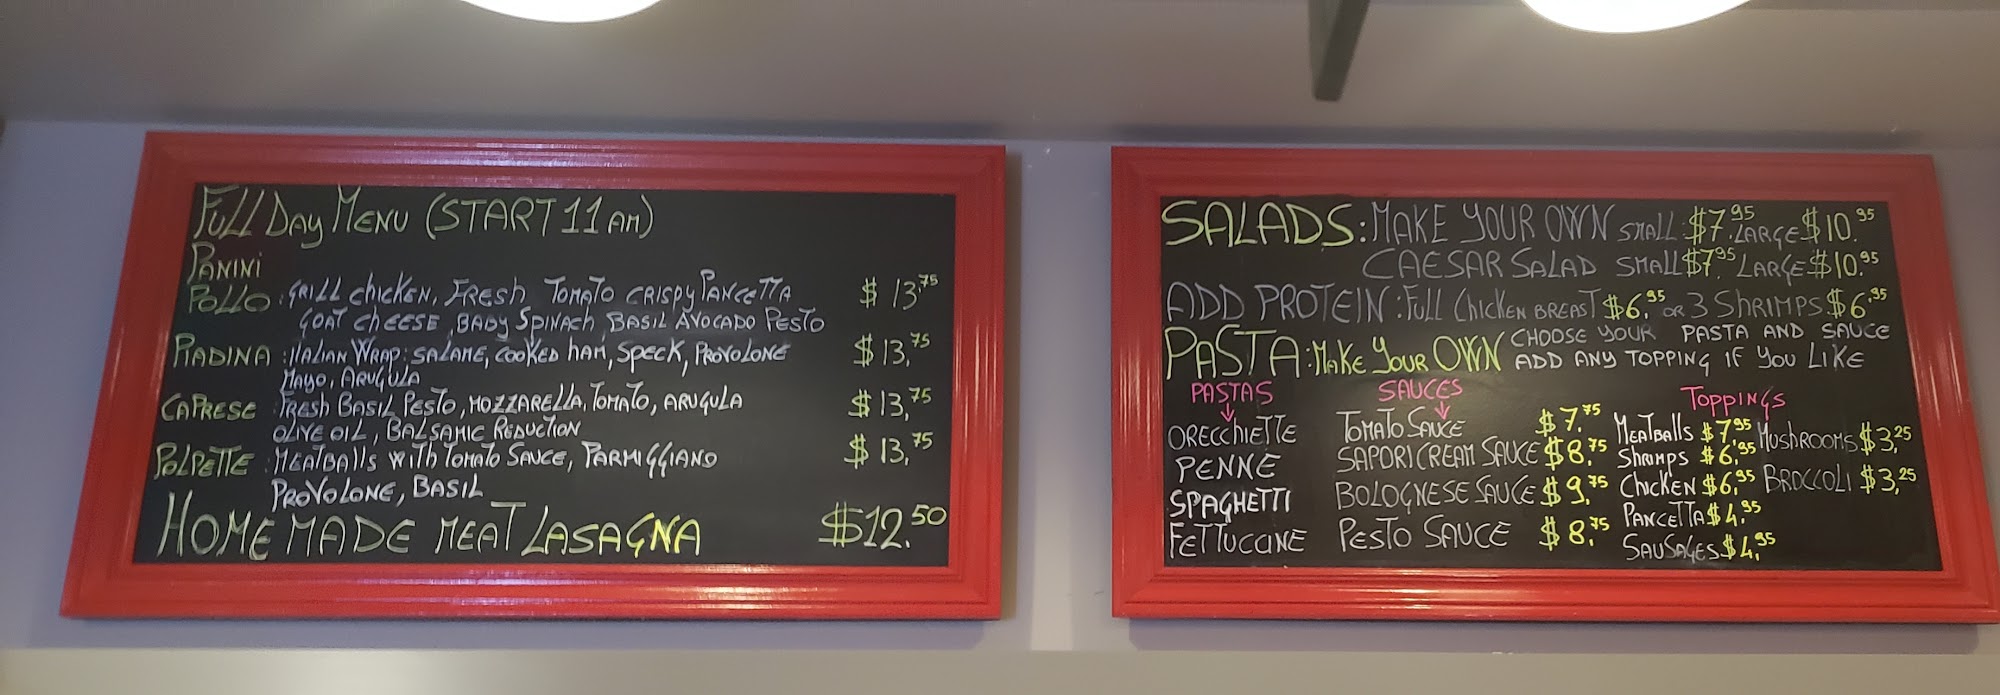 FULL DAY MENU (START 11 AM)
PANINI
POLLO : GRILL CHICKEN, FRESH TOMATO CRISPY PANCETTA $ 13.75
GOAT CHEESE, BABY SPINACH, BASIL AVOCADO PESTO
PIADINA : ITALIAN WRAP: SALAME, COOKED HAM, SPECK, PROVOLONE $ 13,75
MAYO, ARUGULA
CAPRESE : FRESH BASIL PESTO, MOZZARELLA, TOMATO, ARUGULA $ 13,75
OLIVE OIL, BALSAMIC REDUCTION
POLPETTE : MEATBALLS WITH TOMATO SAUCE, PARMIGGIANO $ 13,75
PROVOLONE, BASIL
HOME MADE MEAT LASAGNA $12.50
SALADS: MAKE YOUR OWN SMALL: $7.95 LARGE $10.95
CAESAR SALAD SMALL $7.95 LARGE $10.95
ADD PROTEIN: FULL CHICKEN BREAST $6.95 OR 3 SHRIMPS $6.95
PASTA: MAKE YOUR OWN CHOOSE YOUR PASTA AND SAUCE
ADD ANY TOPPING IF YOU LIKE
PASTAS
ORECCHIETTE
PENNE
SPAGHETTI
FETTUCCINE
SAUCES
TOMATO SAUCE $7.75
SAPORI CREAM SAUCE $8.75
BOLOGNESE SAUCE $9.75
PESTO SAUCE $8.75
TOPPINGS
MEATBALLS $7.95 MUSHROOMS $3,25
SHRIMPS $6.95
CHICKEN $6.95 BROCCOLI $3,25
PANCETTA $4.95
SAUSAGES $4.95